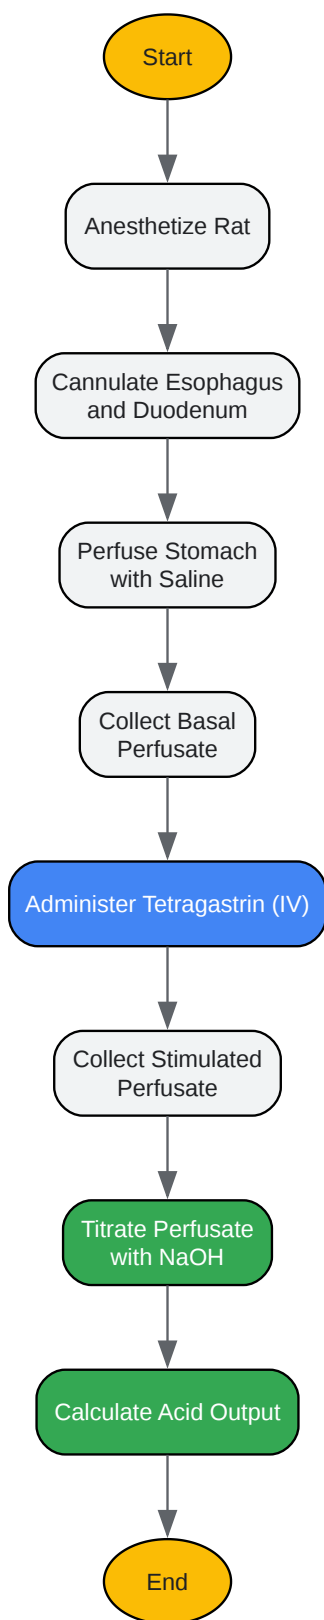 Start
Anesthetize Rat
Cannulate Esophagus
and Duodenum
Perfuse Stomach
with Saline
Collect Basal
Perfusate
Administer Tetragastrin (IV)
Collect Stimulated
Perfusate
Titrate Perfusate
with NaOH
Calculate Acid Output
End